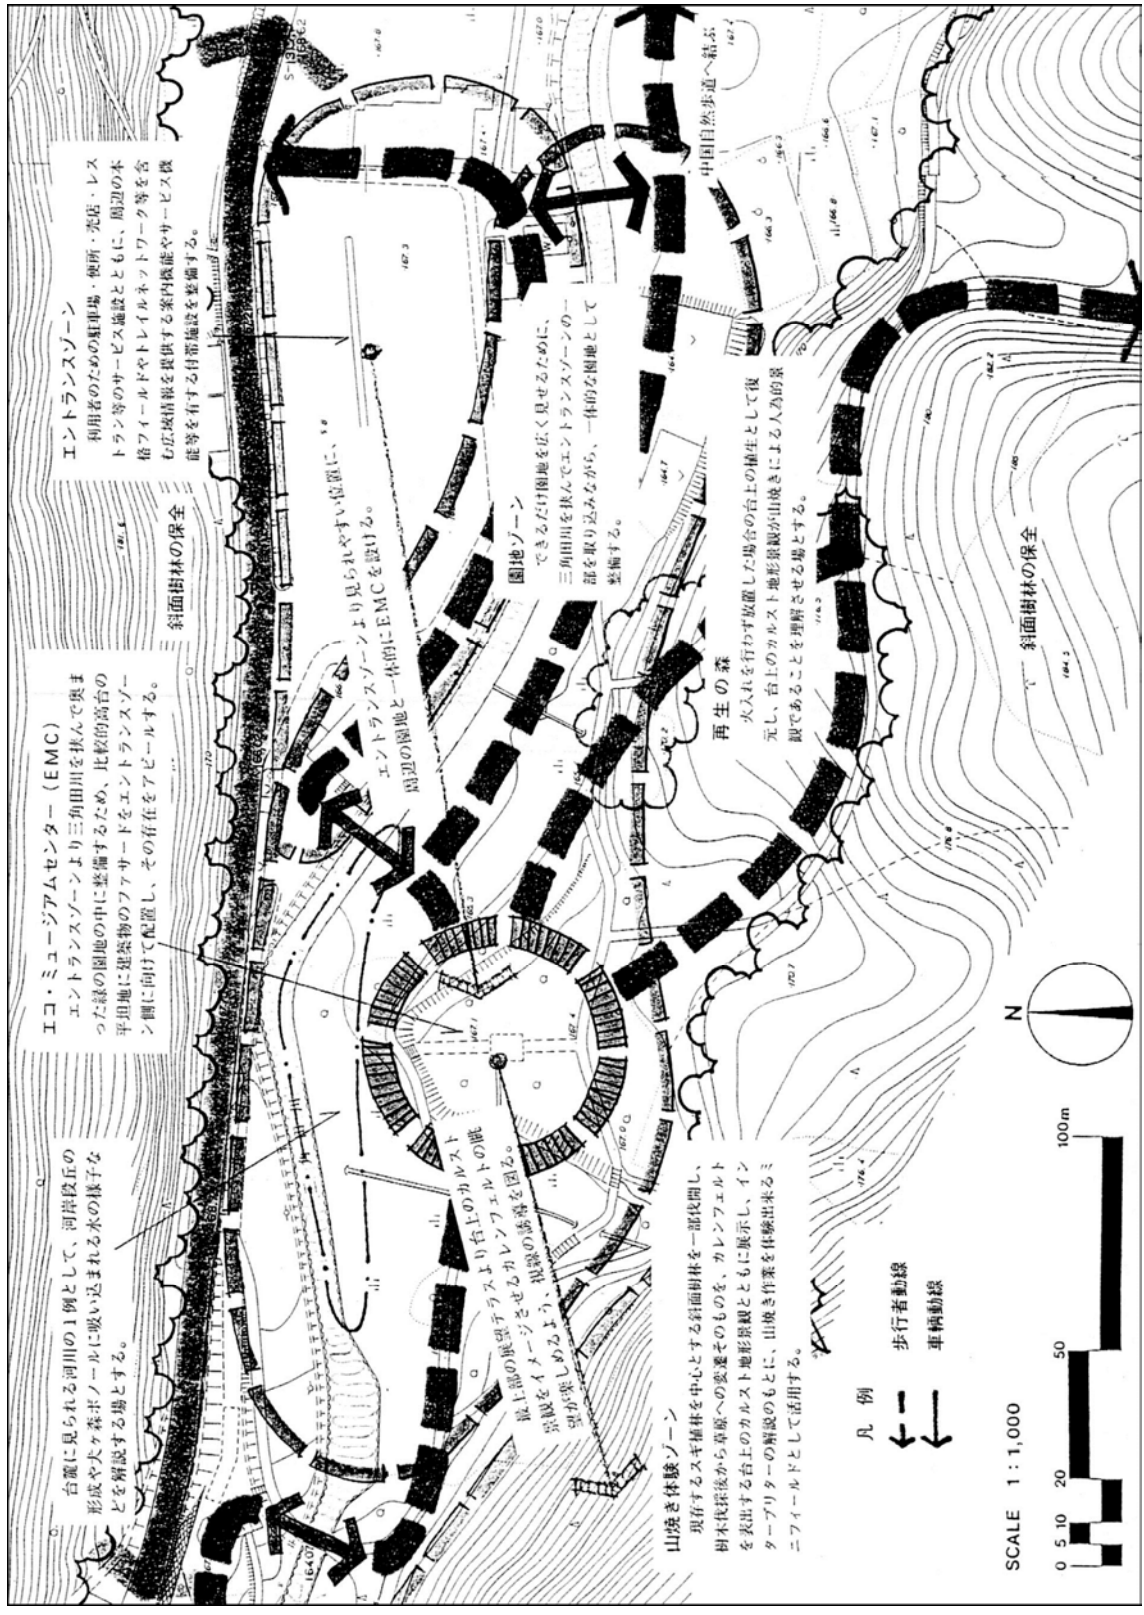 エントランスゾーン
利用者のための駐車場・便所・売店・レス
トラン等のサービス施設とともに、周辺の本
格フィールドやトレイルネットワーク等を含
む広域情報を提供する案内機能やサービス機
能等を有する付帯施設を整備する。
斜面樹林の保全
エコ・ミュージアムセンター（EMC）
エントランスゾーンより三角田川を挟んで奥ま
った緑の園地の中に整備するため、比較的高台の
平坦地に建築物のファサードをエントランスゾー
ン側に向けて配置し、その存在をアピールする。
台麓に見られる河川の1例として、河岸段丘の
形成や犬ヶ森ポノールに吸い込まれる水の様子な
どを解説する場とする。
エントランスゾーンより見られやすい位置に、
周辺の園地と一体的にEMCを設ける。
園地ゾーン
できるだけ園地を広く見せるために、
三角田川を挟んでエントランスゾーンの一
部を取り込みながら、一体的な園地として
整備する。
中国自然歩道へ結ぶ
再生の森
火入れを行わず放置した場合の台上の植生として復
元し、台上のカルスト地形景観が山焼きによる人為的景
観であることを理解させる場とする。
斜面樹林の保全
最上部の展望テラスより台上のカルスト
景観をイメージさせるカレンフェルトの眺
望が楽しめるよう、視線の誘導を図る。
山焼き体験ゾーン
現存するスギ植林を中心とする斜面樹林を一部伐開し、
樹木伐採後から草原への変遷そのものを、カレンフェルト
を表出する台上のカルスト地形景観とともに展示し、イン
タープリターの解説のもとに、山焼き作業を体験出来るミ
ニフィールドとして活用する。
凡 例
歩行者動線
車輌動線
N
SCALE 1：1,000
0 5 10 20 50 100m